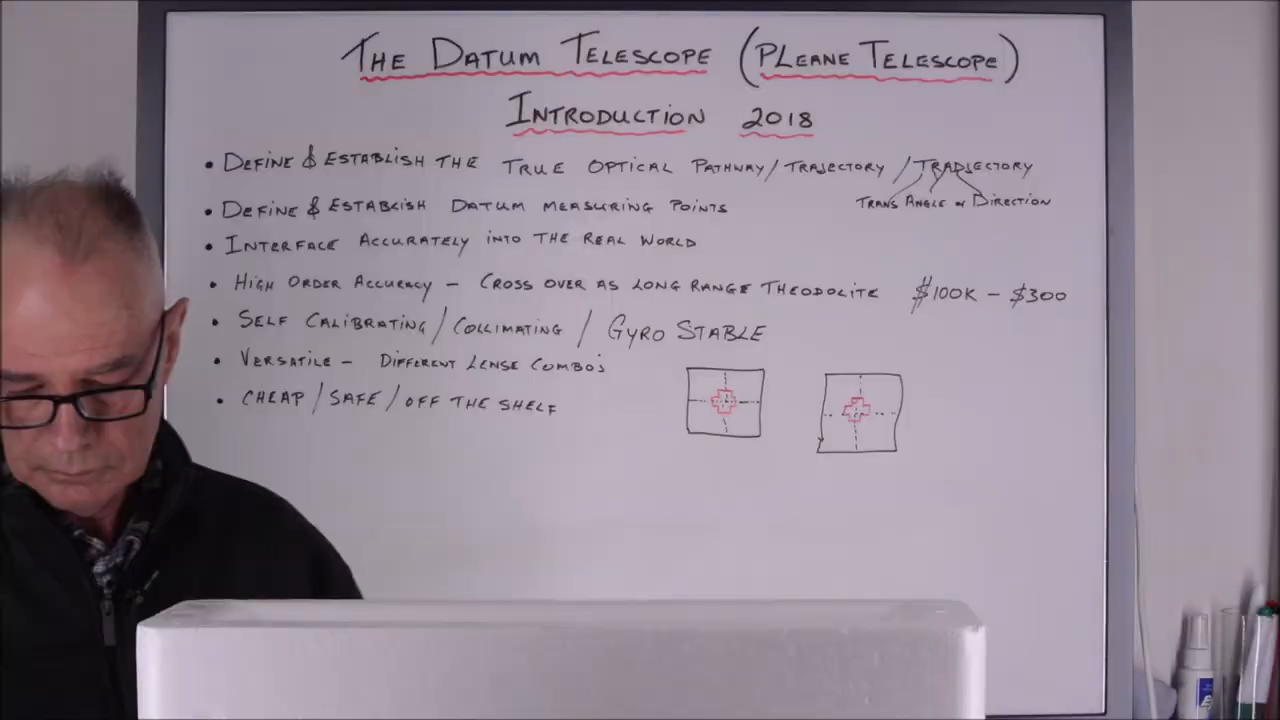 THE DATUM TELESCOPE (PLEANE TELESCOPE)
INTRODUCTION 2018
• DEFINE & ESTABLISH THE TRUE OPTICAL PATHWAY / TRAJECTORY / TRADJECTORY
TRANS ANGLE or DIRECTION
• DEFINE & ESTABLISH DATUM MEASURING POINTS
• INTERFACE ACCURATELY INTO THE REAL WORLD
• HIGH ORDER ACCURACY – CROSS OVER AS LONG RANGE THEODOLITE $100K – $300
• SELF CALIBRATING / COLLIMATING / GYRO STABLE
• VERSATILE – DIFFERENT LENSE COMBO'S
• CHEAP / SAFE / OFF THE SHELF